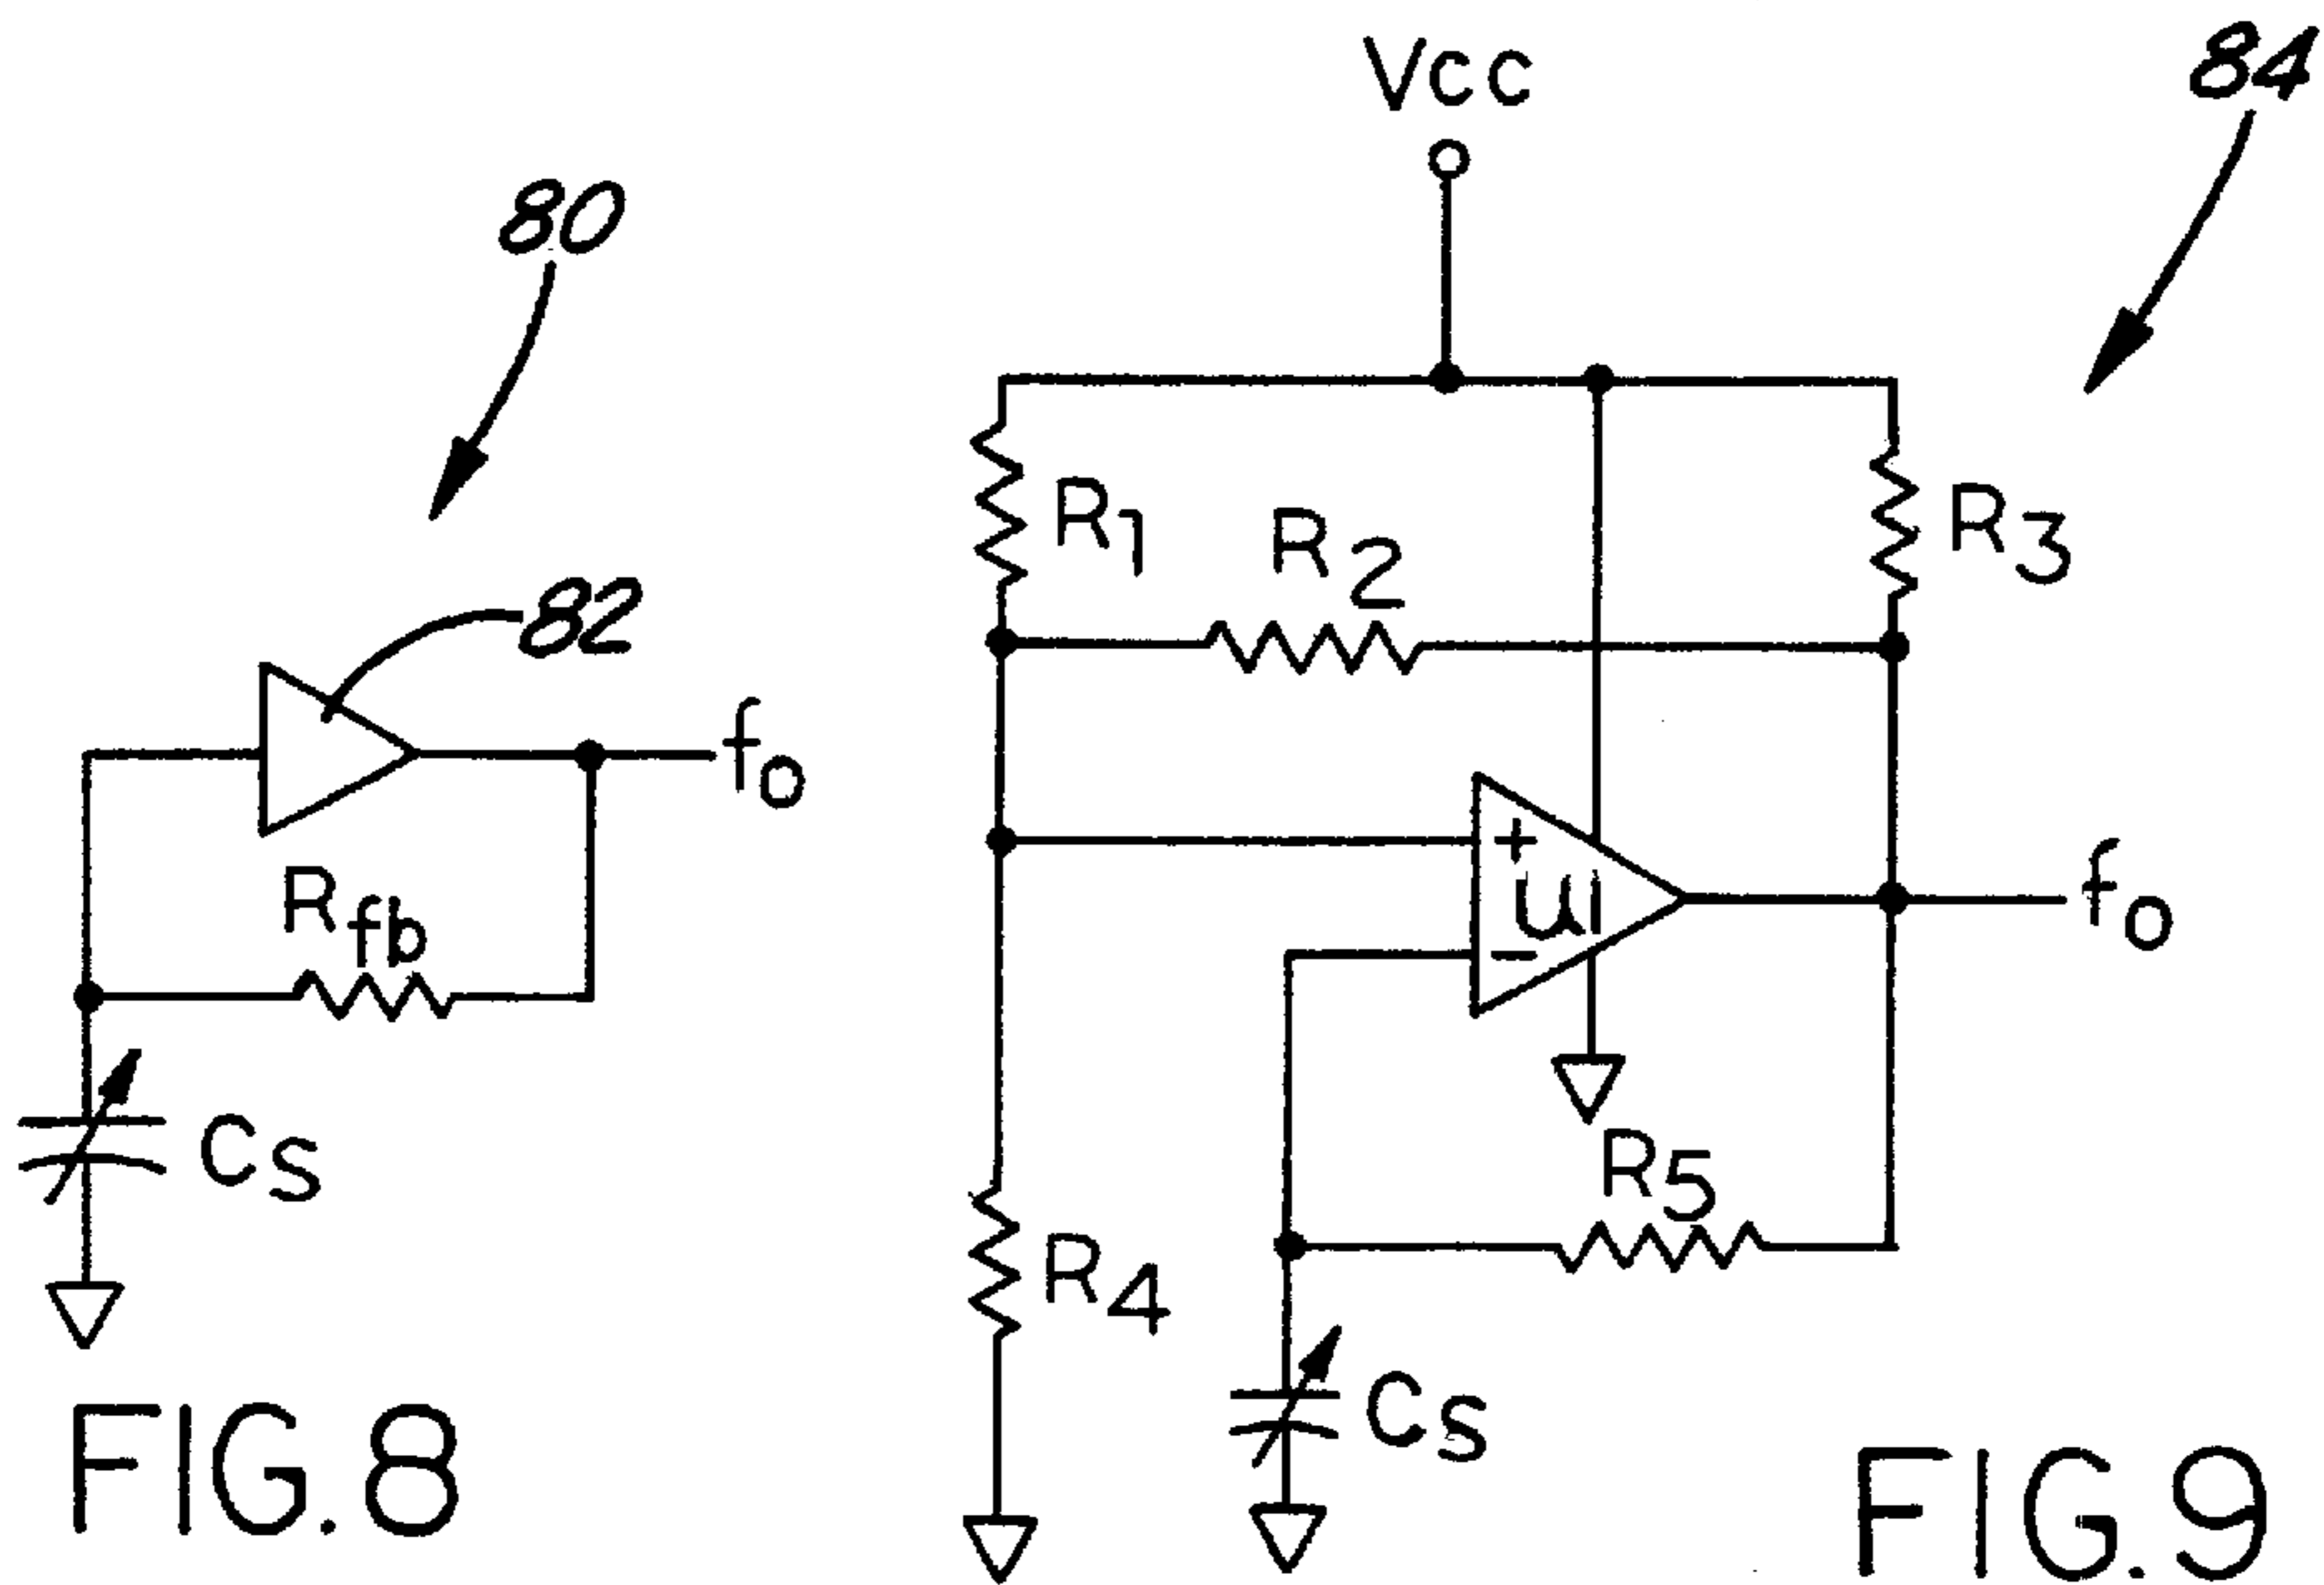 80
82
fo
Rfb
Cs
FIG. 8
Vcc
84
R1
R2
R3
+
U1
-
fo
R5
R4
Cs
FIG. 9